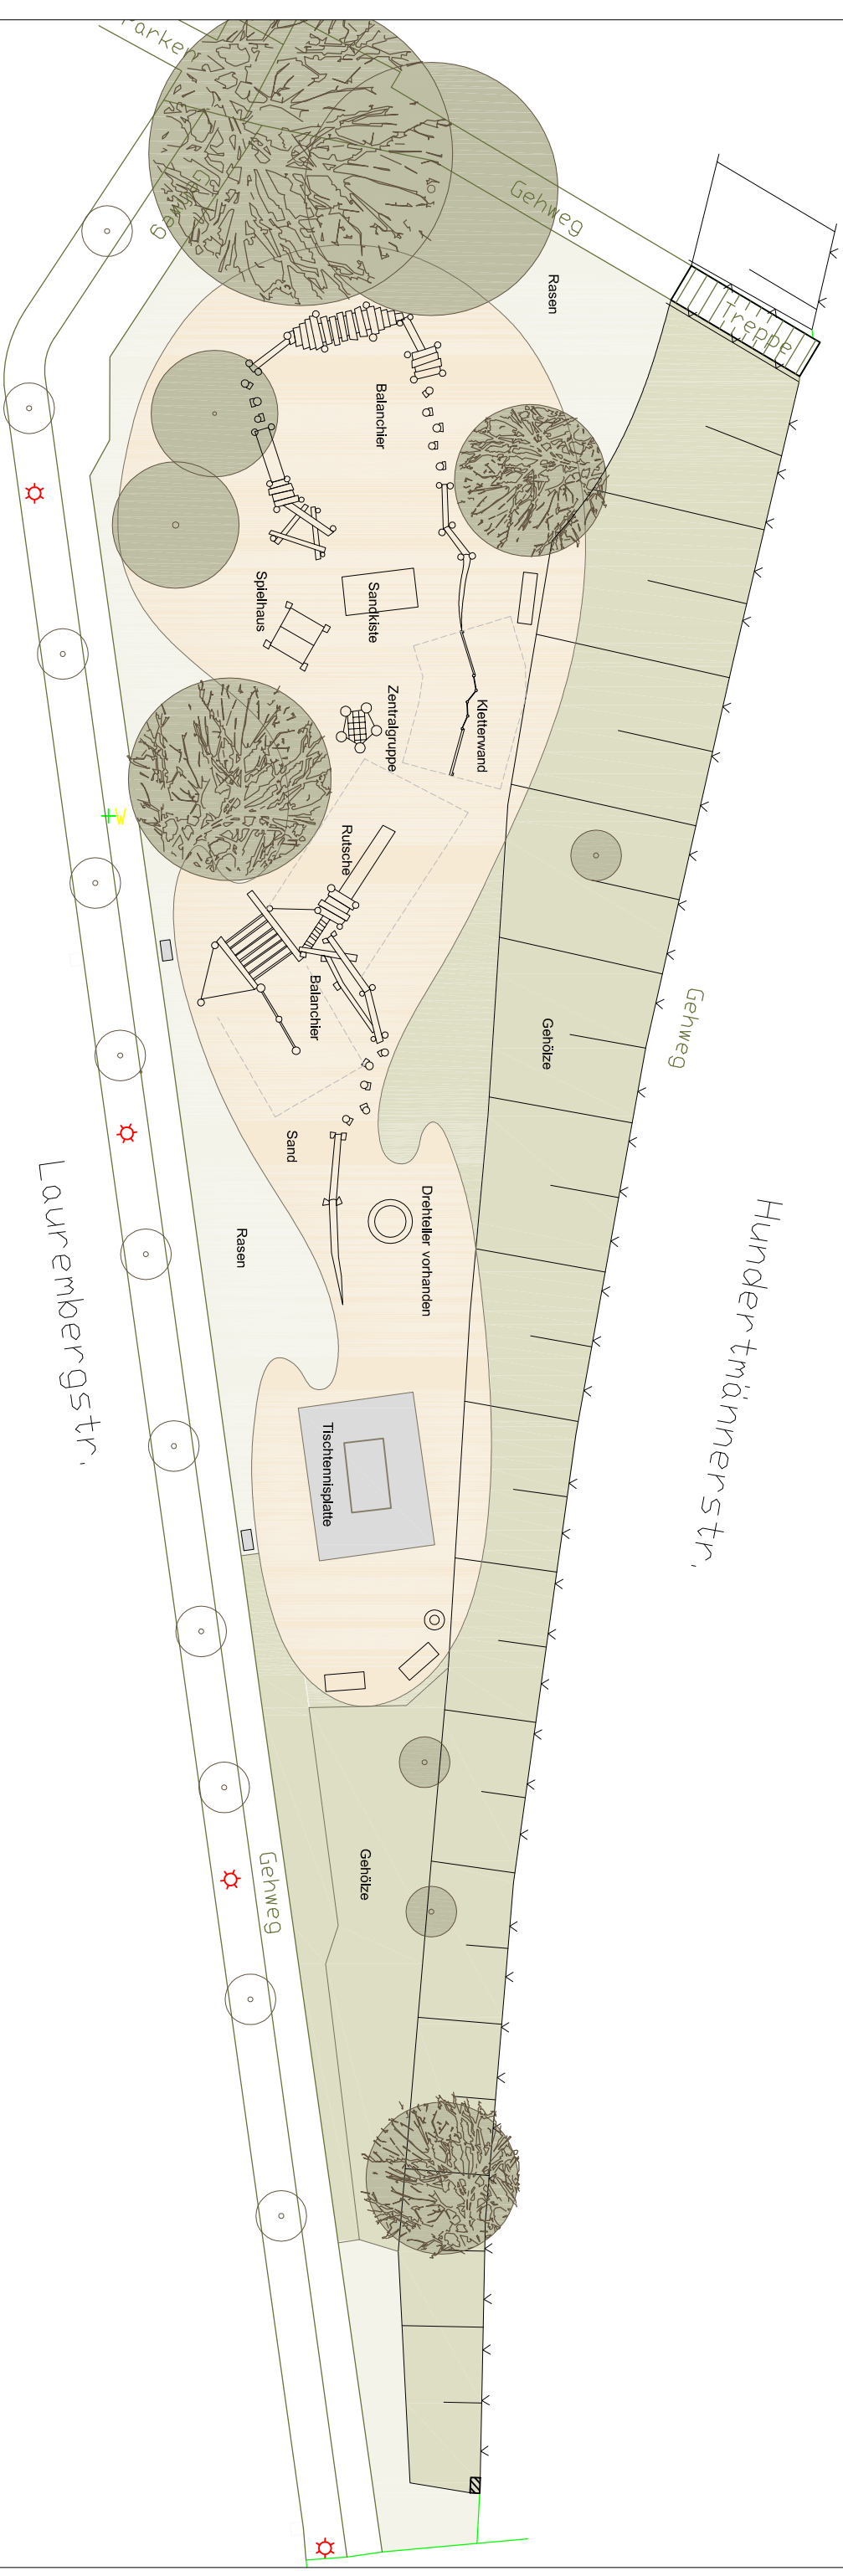 Parken
Gehweg
Gehweg
Rasen
Treppe
Balanchier
Spielhaus
Sandkiste
Zentralgruppe
Kletterwand
W
Rutsche
Balanchier
Gehweg
Gehölze
Sand
Drehteller vorhanden
Rasen
Laurembergstr.
Hundertmännerstr.
Tischtennisplatte
Gehölze
Gehweg